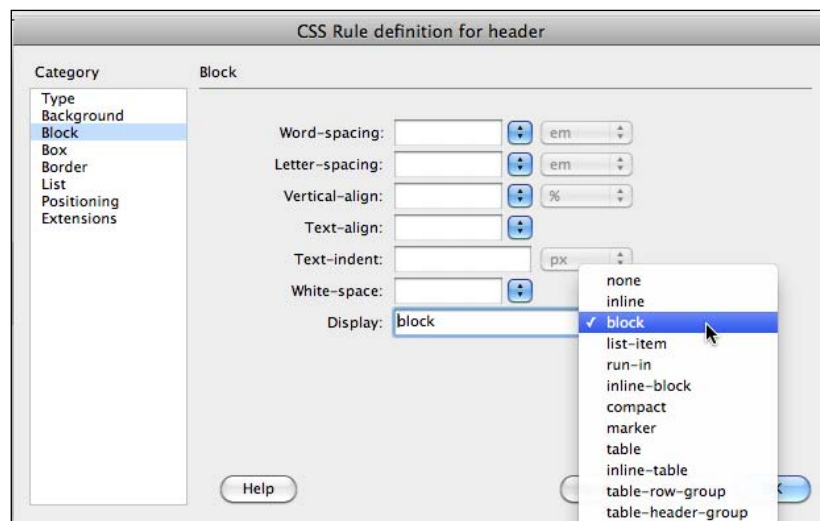 CSS Rule definition for header
Category
Block
Type
Background
Block
Box
Border
List
Positioning
Extensions
Word-spacing:
em
Letter-spacing:
em
Vertical-align:
%
Text-align:
Text-indent:
px
White-space:
Display:
block
none
inline
✓ block
list-item
run-in
inline-block
compact
marker
table
inline-table
table-row-group
table-header-group
Help